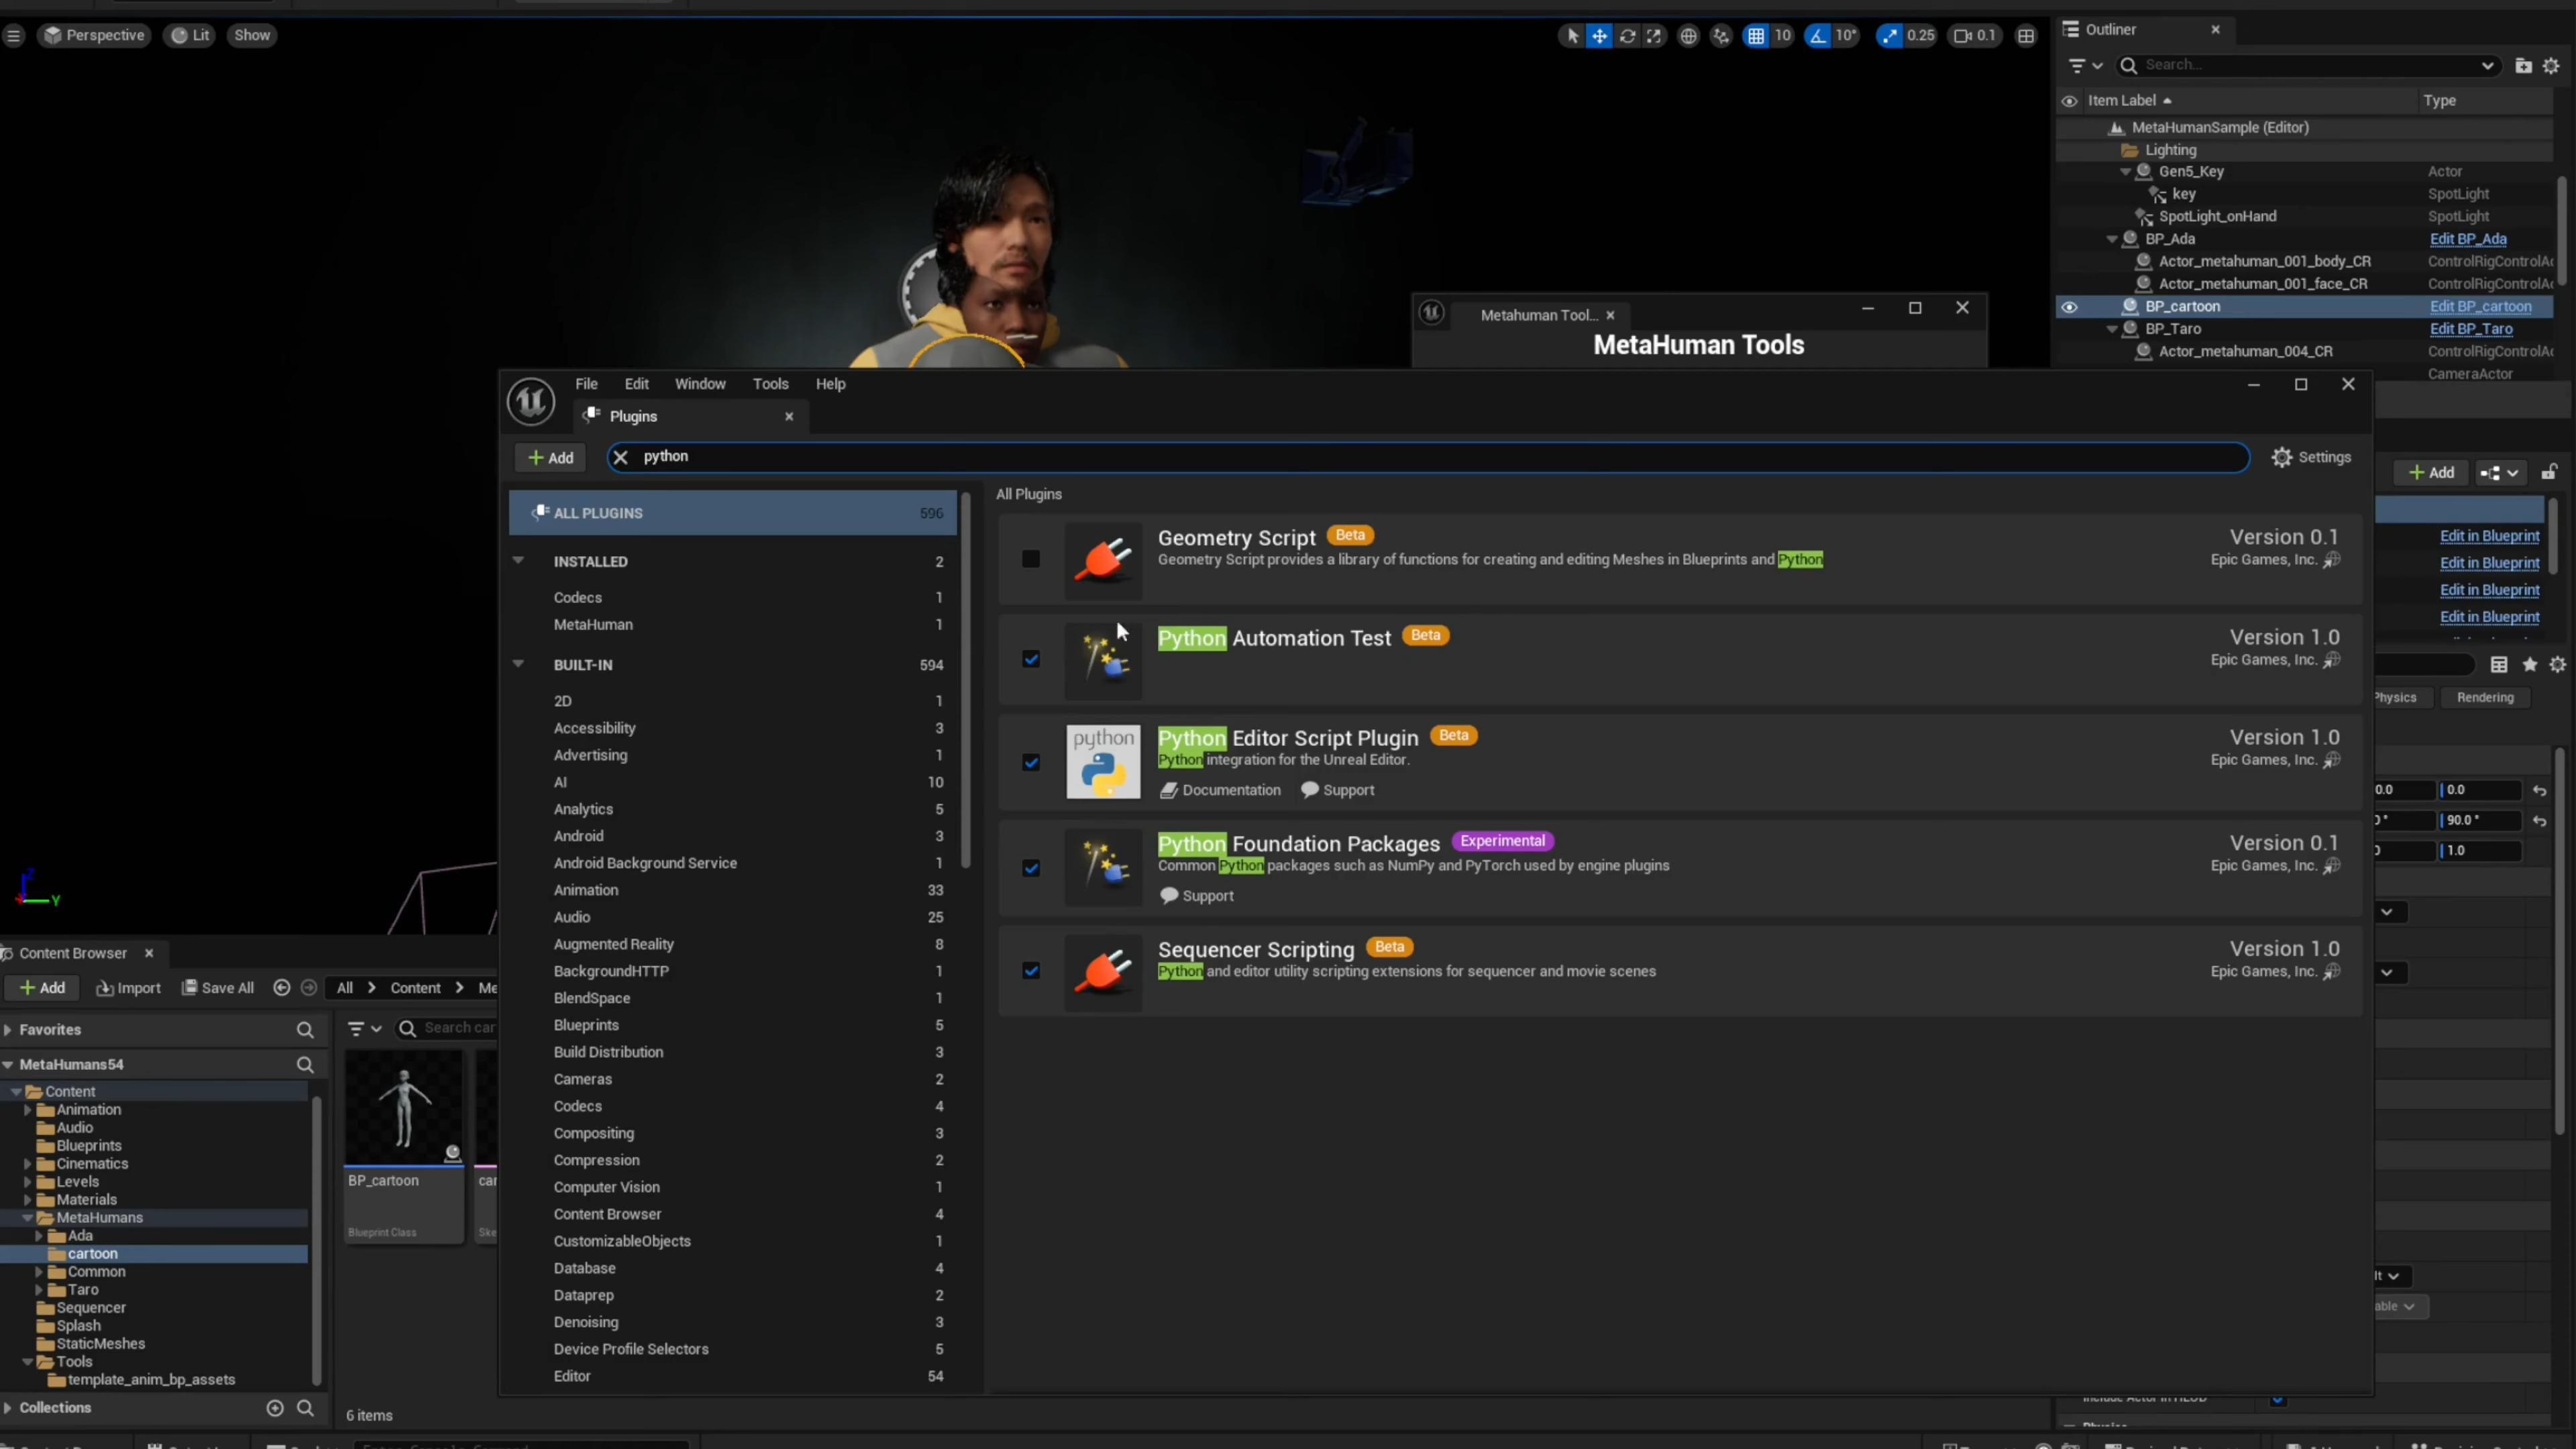 Perspective
Lit
Show
10
10°
0.25
0.1
Outliner
Search...
Item Label
Type
MetaHumanSample (Editor)
Lighting
Gen5_Key
Actor
key
SpotLight
SpotLight_onHand
SpotLight
BP_Ada
Edit BP_Ada
Actor_metahuman_001_body_CR
ControlRigControlAc
Actor_metahuman_001_face_CR
ControlRigControlAc
BP_cartoon
Edit BP_cartoon
BP_Taro
Edit BP_Taro
Actor_metahuman_004_CR
ControlRigControlAc
CameraActor
Metahuman Tool...
MetaHuman Tools
File Edit Window Tools Help
Plugins
Add
python
Settings
ALL PLUGINS 596
INSTALLED 2
Codecs 1
MetaHuman 1
BUILT-IN 594
2D 1
Accessibility 3
Advertising 1
AI 10
Analytics 5
Android 3
Android Background Service 1
Animation 33
Audio 25
Augmented Reality 8
BackgroundHTTP 1
BlendSpace 1
Blueprints 5
Build Distribution 3
Cameras 2
Codecs 4
Compositing 3
Compression 2
Computer Vision 1
Content Browser 4
CustomizableObjects 1
Database 4
Dataprep 2
Denoising 3
Device Profile Selectors 5
Editor 54
All Plugins
Geometry Script Beta
Geometry Script provides a library of functions for creating and editing Meshes in Blueprints and Python
Version 0.1
Epic Games, Inc.
Python Automation Test Beta
Version 1.0
Epic Games, Inc.
Python Editor Script Plugin Beta
Python integration for the Unreal Editor.
Documentation Support
Version 1.0
Epic Games, Inc.
Python Foundation Packages Experimental
Common Python packages such as NumPy and PyTorch used by engine plugins
Support
Version 0.1
Epic Games, Inc.
Sequencer Scripting Beta
Python and editor utility scripting extensions for sequencer and movie scenes
Version 1.0
Epic Games, Inc.
Add
Edit in Blueprint
Edit in Blueprint
Edit in Blueprint
Edit in Blueprint
Physics
Rendering
0.0 0.0
90.0°
1.0
Z
Y
Content Browser
Add
Import
Save All
All > Content > Me
Favorites
MetaHumans54
Content
Animation
Audio
Blueprints
Cinematics
Levels
Materials
MetaHumans
Ada
cartoon
Common
Taro
Sequencer
Splash
StaticMeshes
Tools
template_anim_bp_assets
Collections
Search car
BP_cartoon
Blueprint Class
car
Ske
6 items